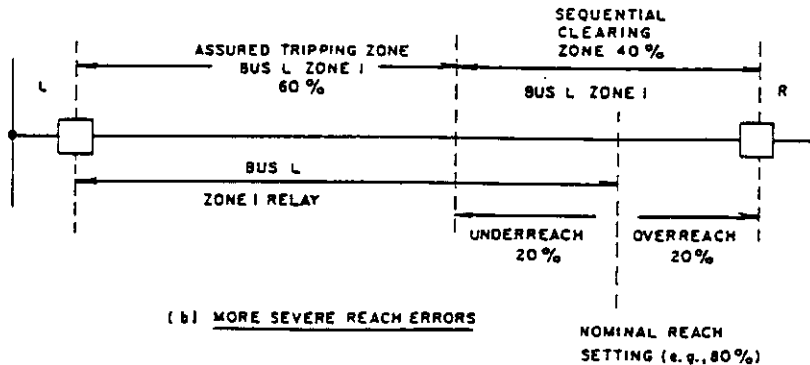 SEQUENTIAL
CLEARING
ZONE 40%
ASSURED TRIPPING ZONE
BUS L ZONE I
60%
L
BUS L ZONE I
R
BUS L
ZONE I RELAY
UNDERREACH
20%
OVERREACH
20%
(b) MORE SEVERE REACH ERRORS
NOMINAL REACH
SETTING (e.g., 80%)